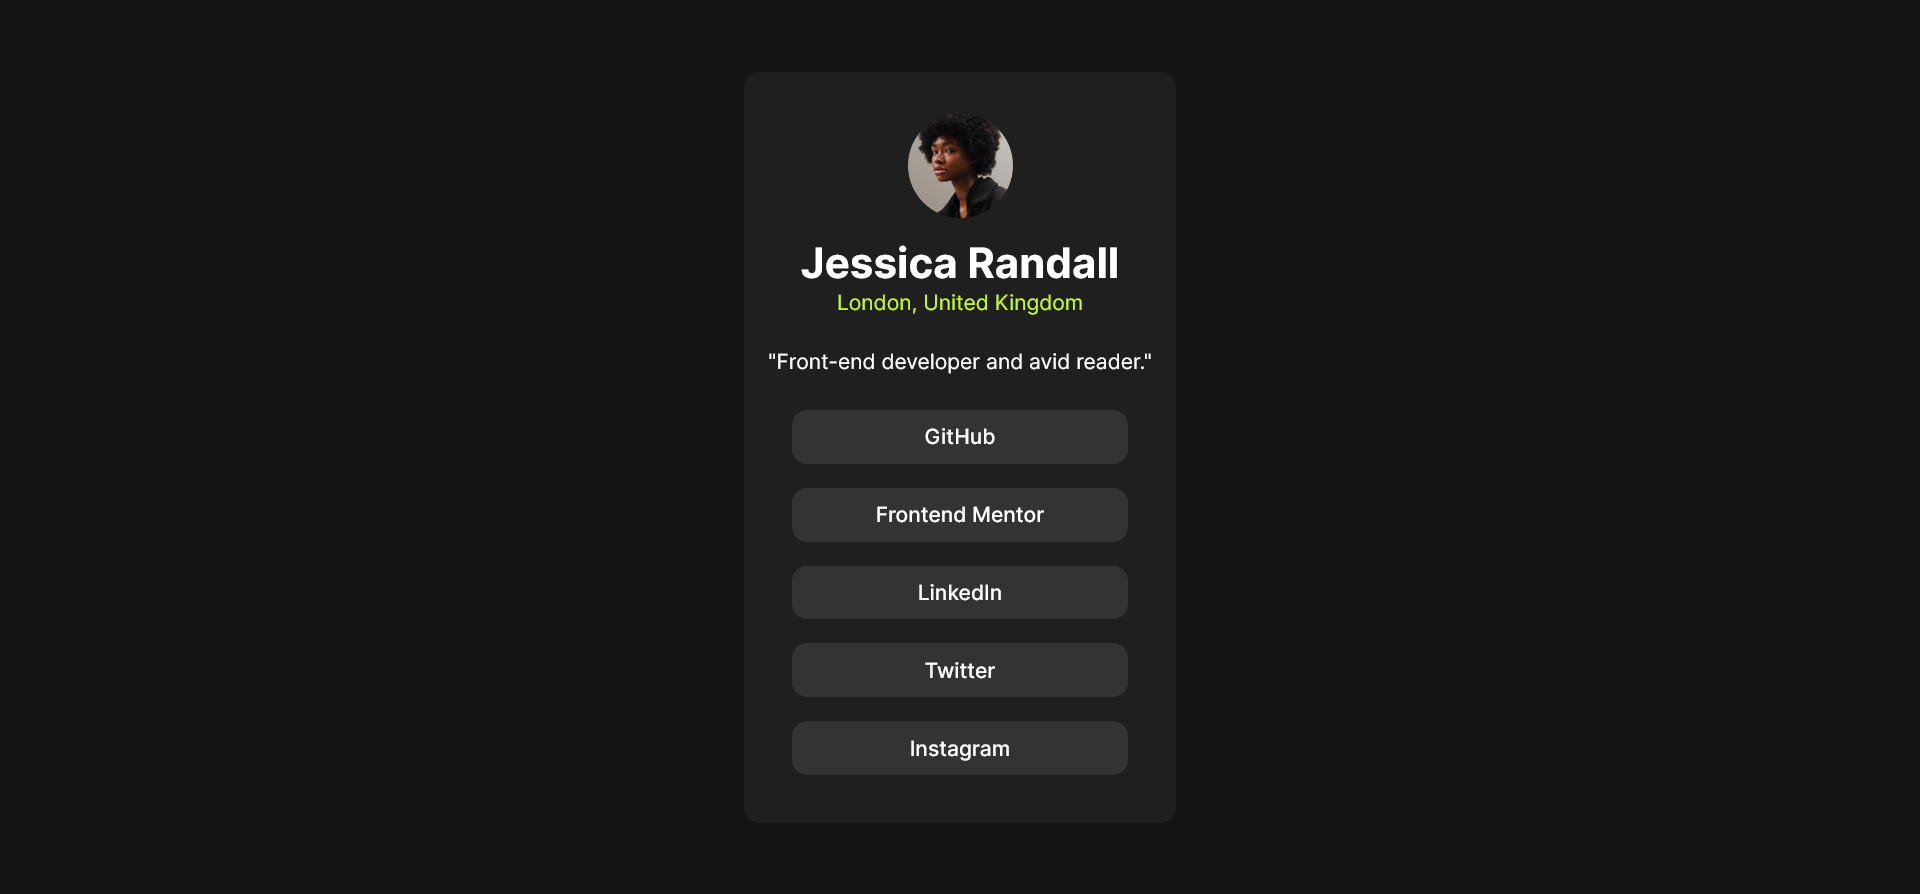 Jessica Randall
London, United Kingdom
"Front-end developer and avid reader."
GitHub
Frontend Mentor
LinkedIn
Twitter
Instagram